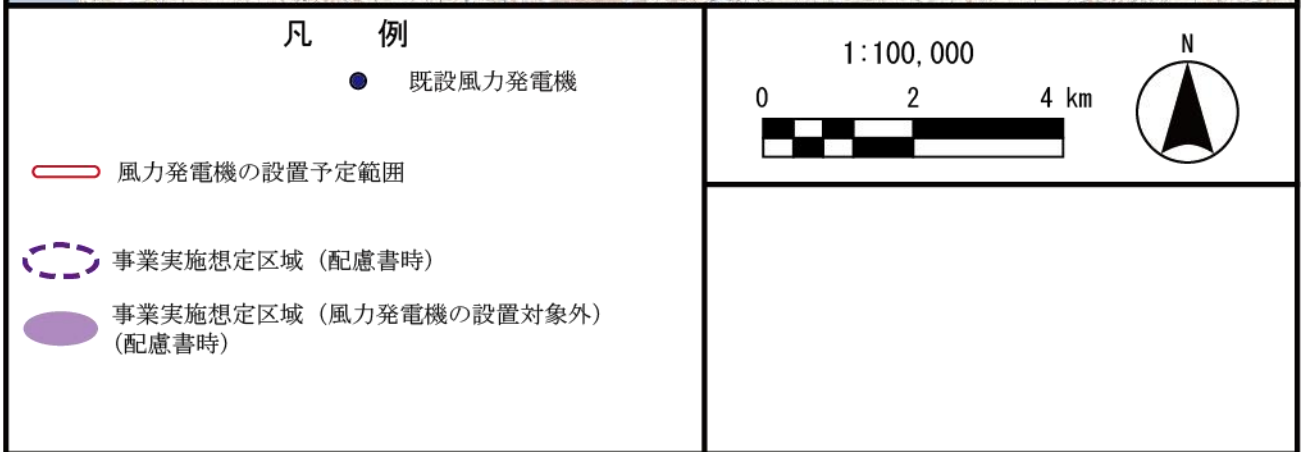 凡 例
既設風力発電機
風力発電機の設置予定範囲
事業実施想定区域（配慮書時）
事業実施想定区域（風力発電機の設置対象外）
(配慮書時)
1:100,000
0 2 4 km
N